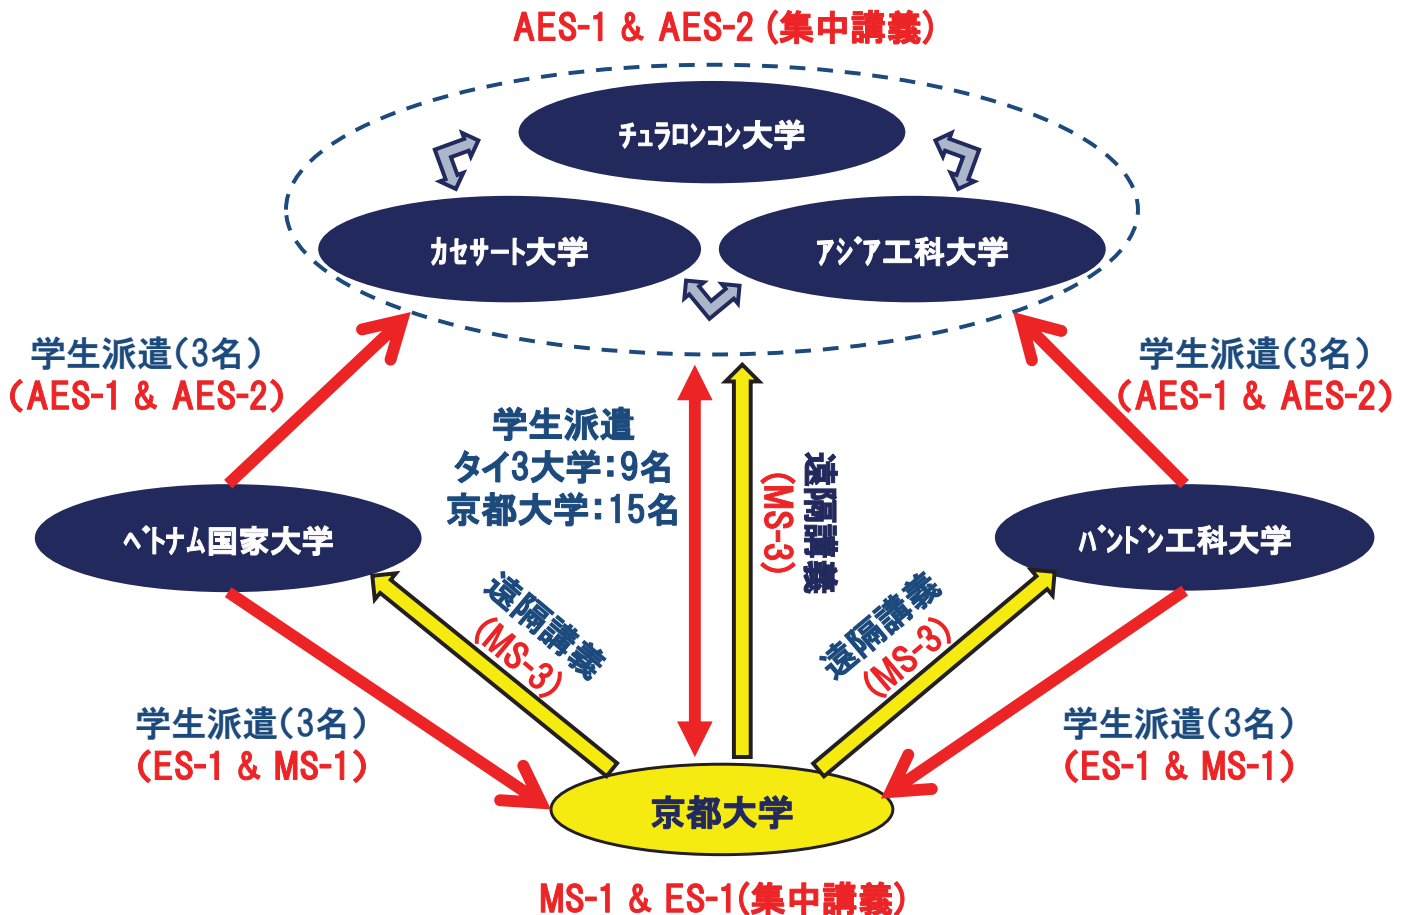 AES-1 & AES-2 (集中講義)
ﾁｭﾗﾛﾝｺﾝ大学
ｶｾｻｰﾄ大学
ｱｼﾞｱ工科大学
学生派遣(3名)
(AES-1 & AES-2)
学生派遣(3名)
(AES-1 & AES-2)
学生派遣
タイ3大学：9名
京都大学：15名
遠隔講義
(MS-3)
ﾍﾞﾄﾅﾑ国家大学
ﾊﾞﾝﾄﾞﾝ工科大学
遠隔講義
(MS-3)
遠隔講義
(MS-3)
学生派遣(3名)
(ES-1 & MS-1)
学生派遣(3名)
(ES-1 & MS-1)
京都大学
MS-1 & ES-1(集中講義)